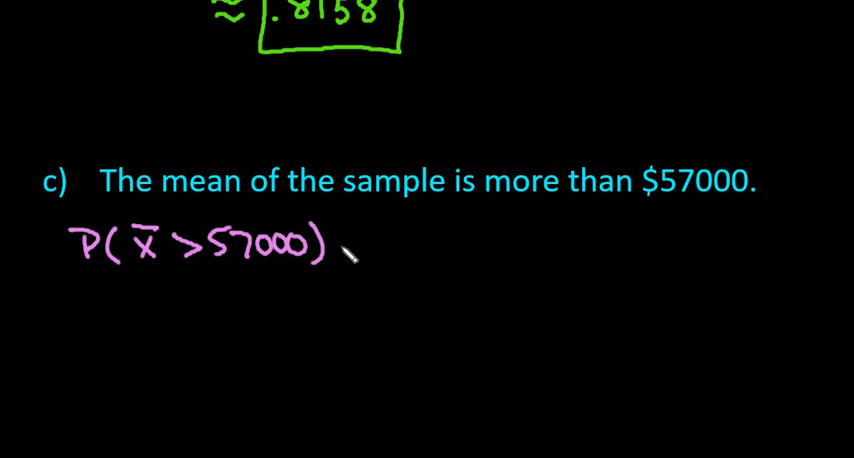 ≈ .8158
c) The mean of the sample is more than $57000.
P(x̄ > 57000)